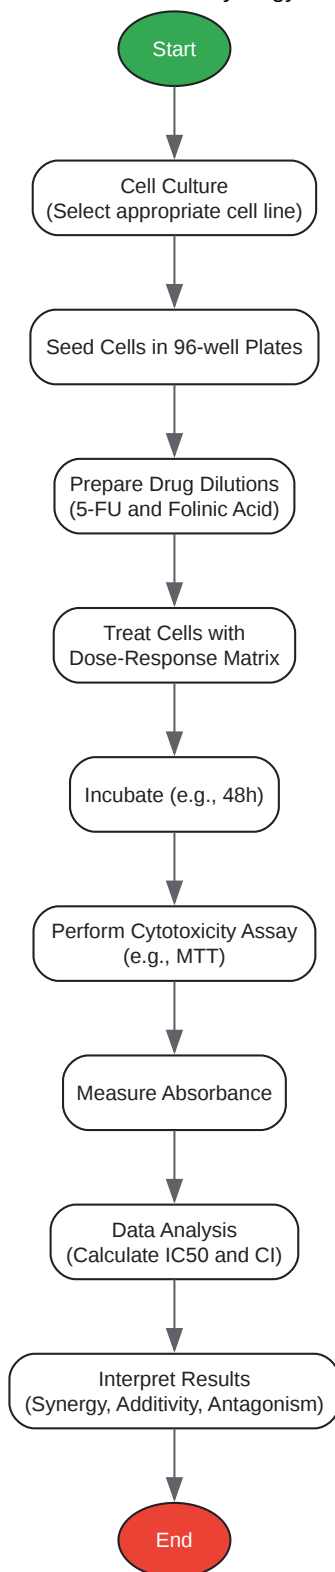 Start
Cell Culture
(Select appropriate cell line)
Seed Cells in 96-well Plates
Prepare Drug Dilutions
(5-FU and Folinic Acid)
Treat Cells with
Dose-Response Matrix
Incubate (e.g., 48h)
Perform Cytotoxicity Assay
(e.g., MTT)
Measure Absorbance
Data Analysis
(Calculate IC50 and CI)
Interpret Results
(Synergy, Additivity, Antagonism)
End